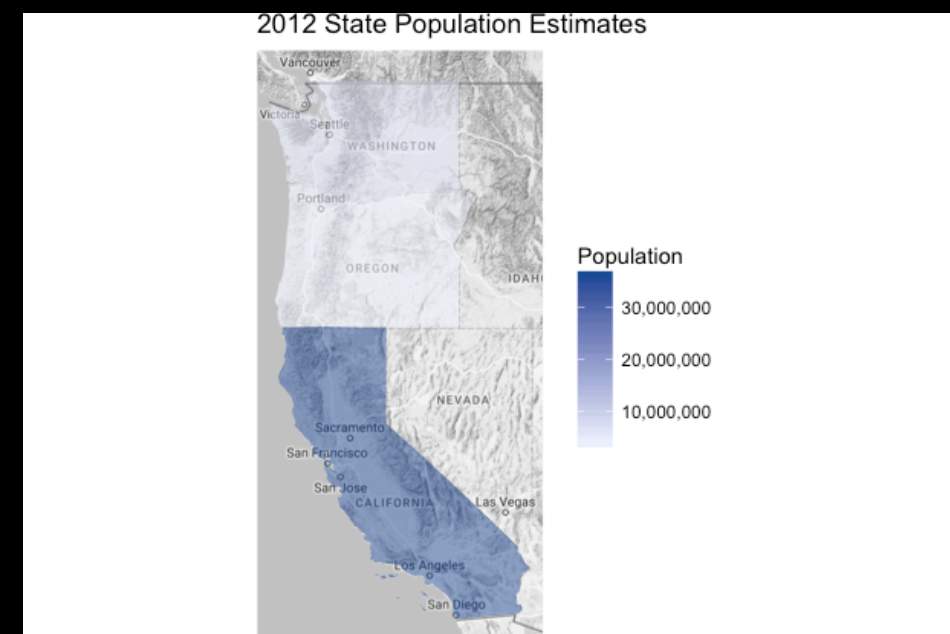 2012 State Population Estimates
Vancouver
Victoria
Seattle
WASHINGTON
Portland
OREGON
IDAH
NEVADA
Sacramento
San Francisco
San Jose
CALIFORNIA
Las Vegas
Los Angeles
San Diego
Population
30,000,000
20,000,000
10,000,000